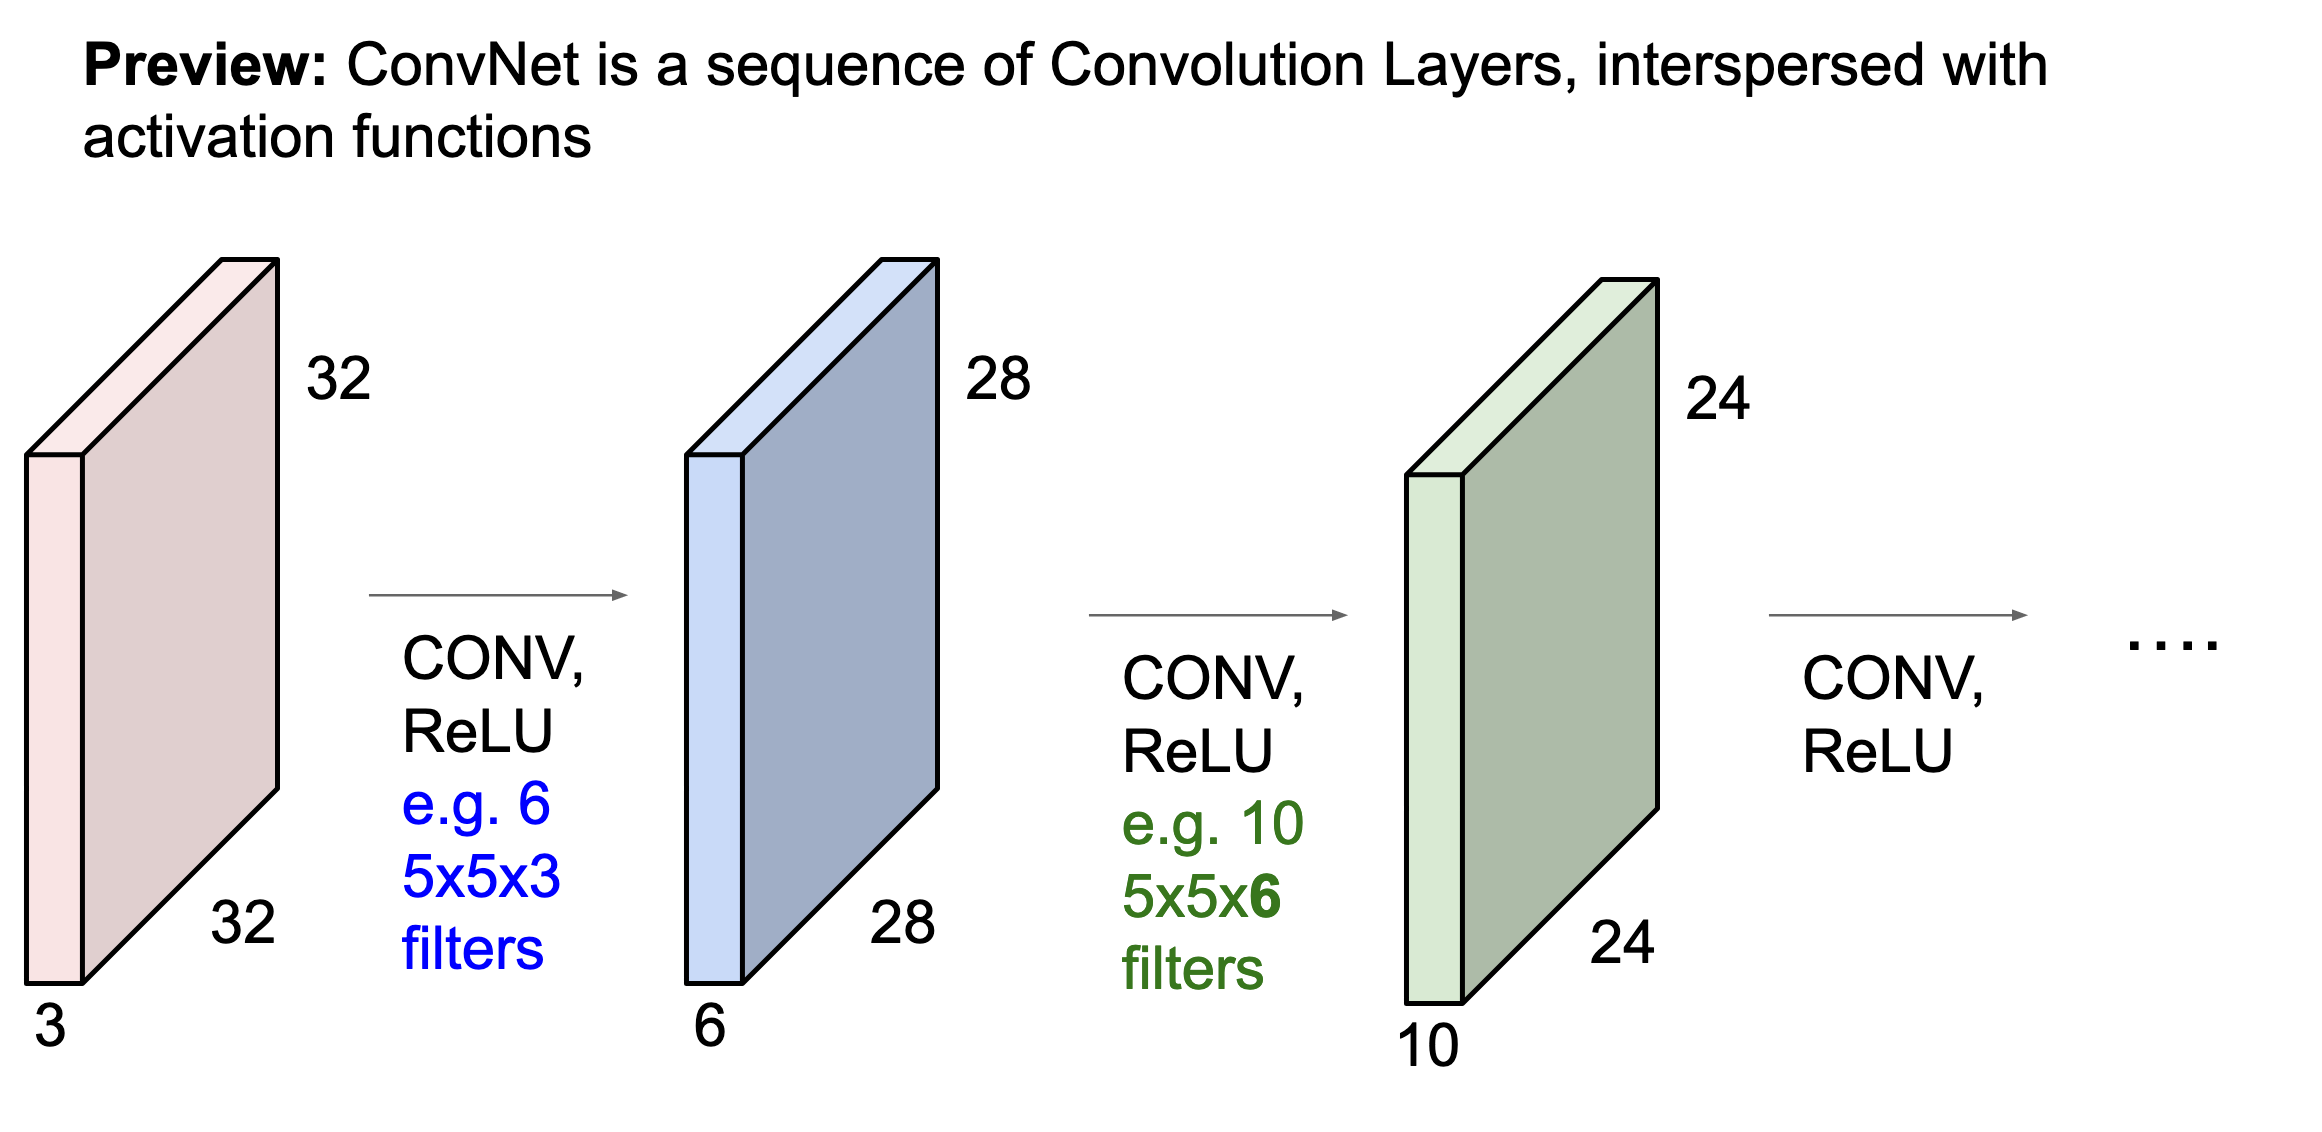 Preview: ConvNet is a sequence of Convolution Layers, interspersed with
activation functions
32
32
3
CONV,
ReLU
e.g. 6
5x5x3
filters
28
28
6
CONV,
ReLU
e.g. 10
5x5x6
filters
24
24
10
CONV,
ReLU
....